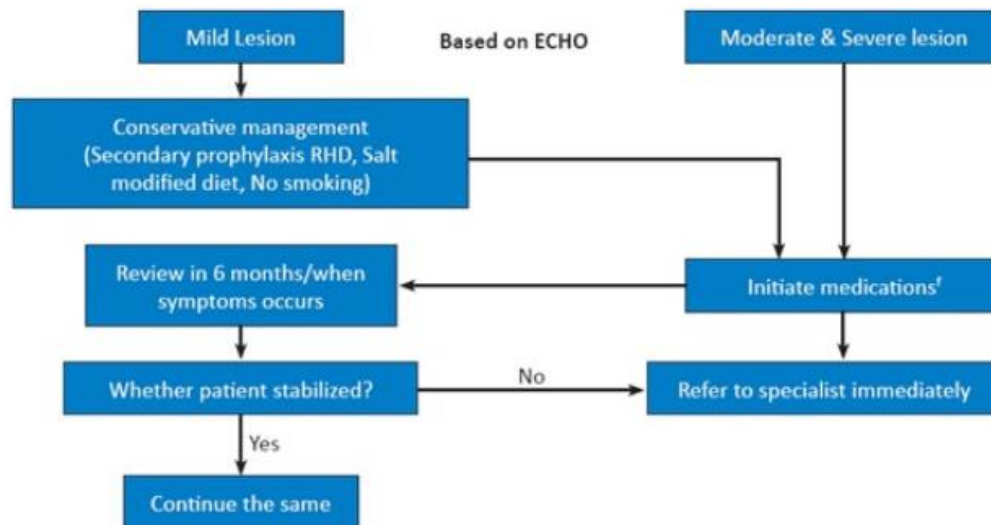 Mild Lesion
Based on ECHO
Moderate & Severe lesion
Conservative management
(Secondary prophylaxis RHD, Salt
modified diet, No smoking)
Review in 6 months/when
symptoms occurs
Initiate medicationsᶠ
Whether patient stabilized?
No
Refer to specialist immediately
Yes
Continue the same